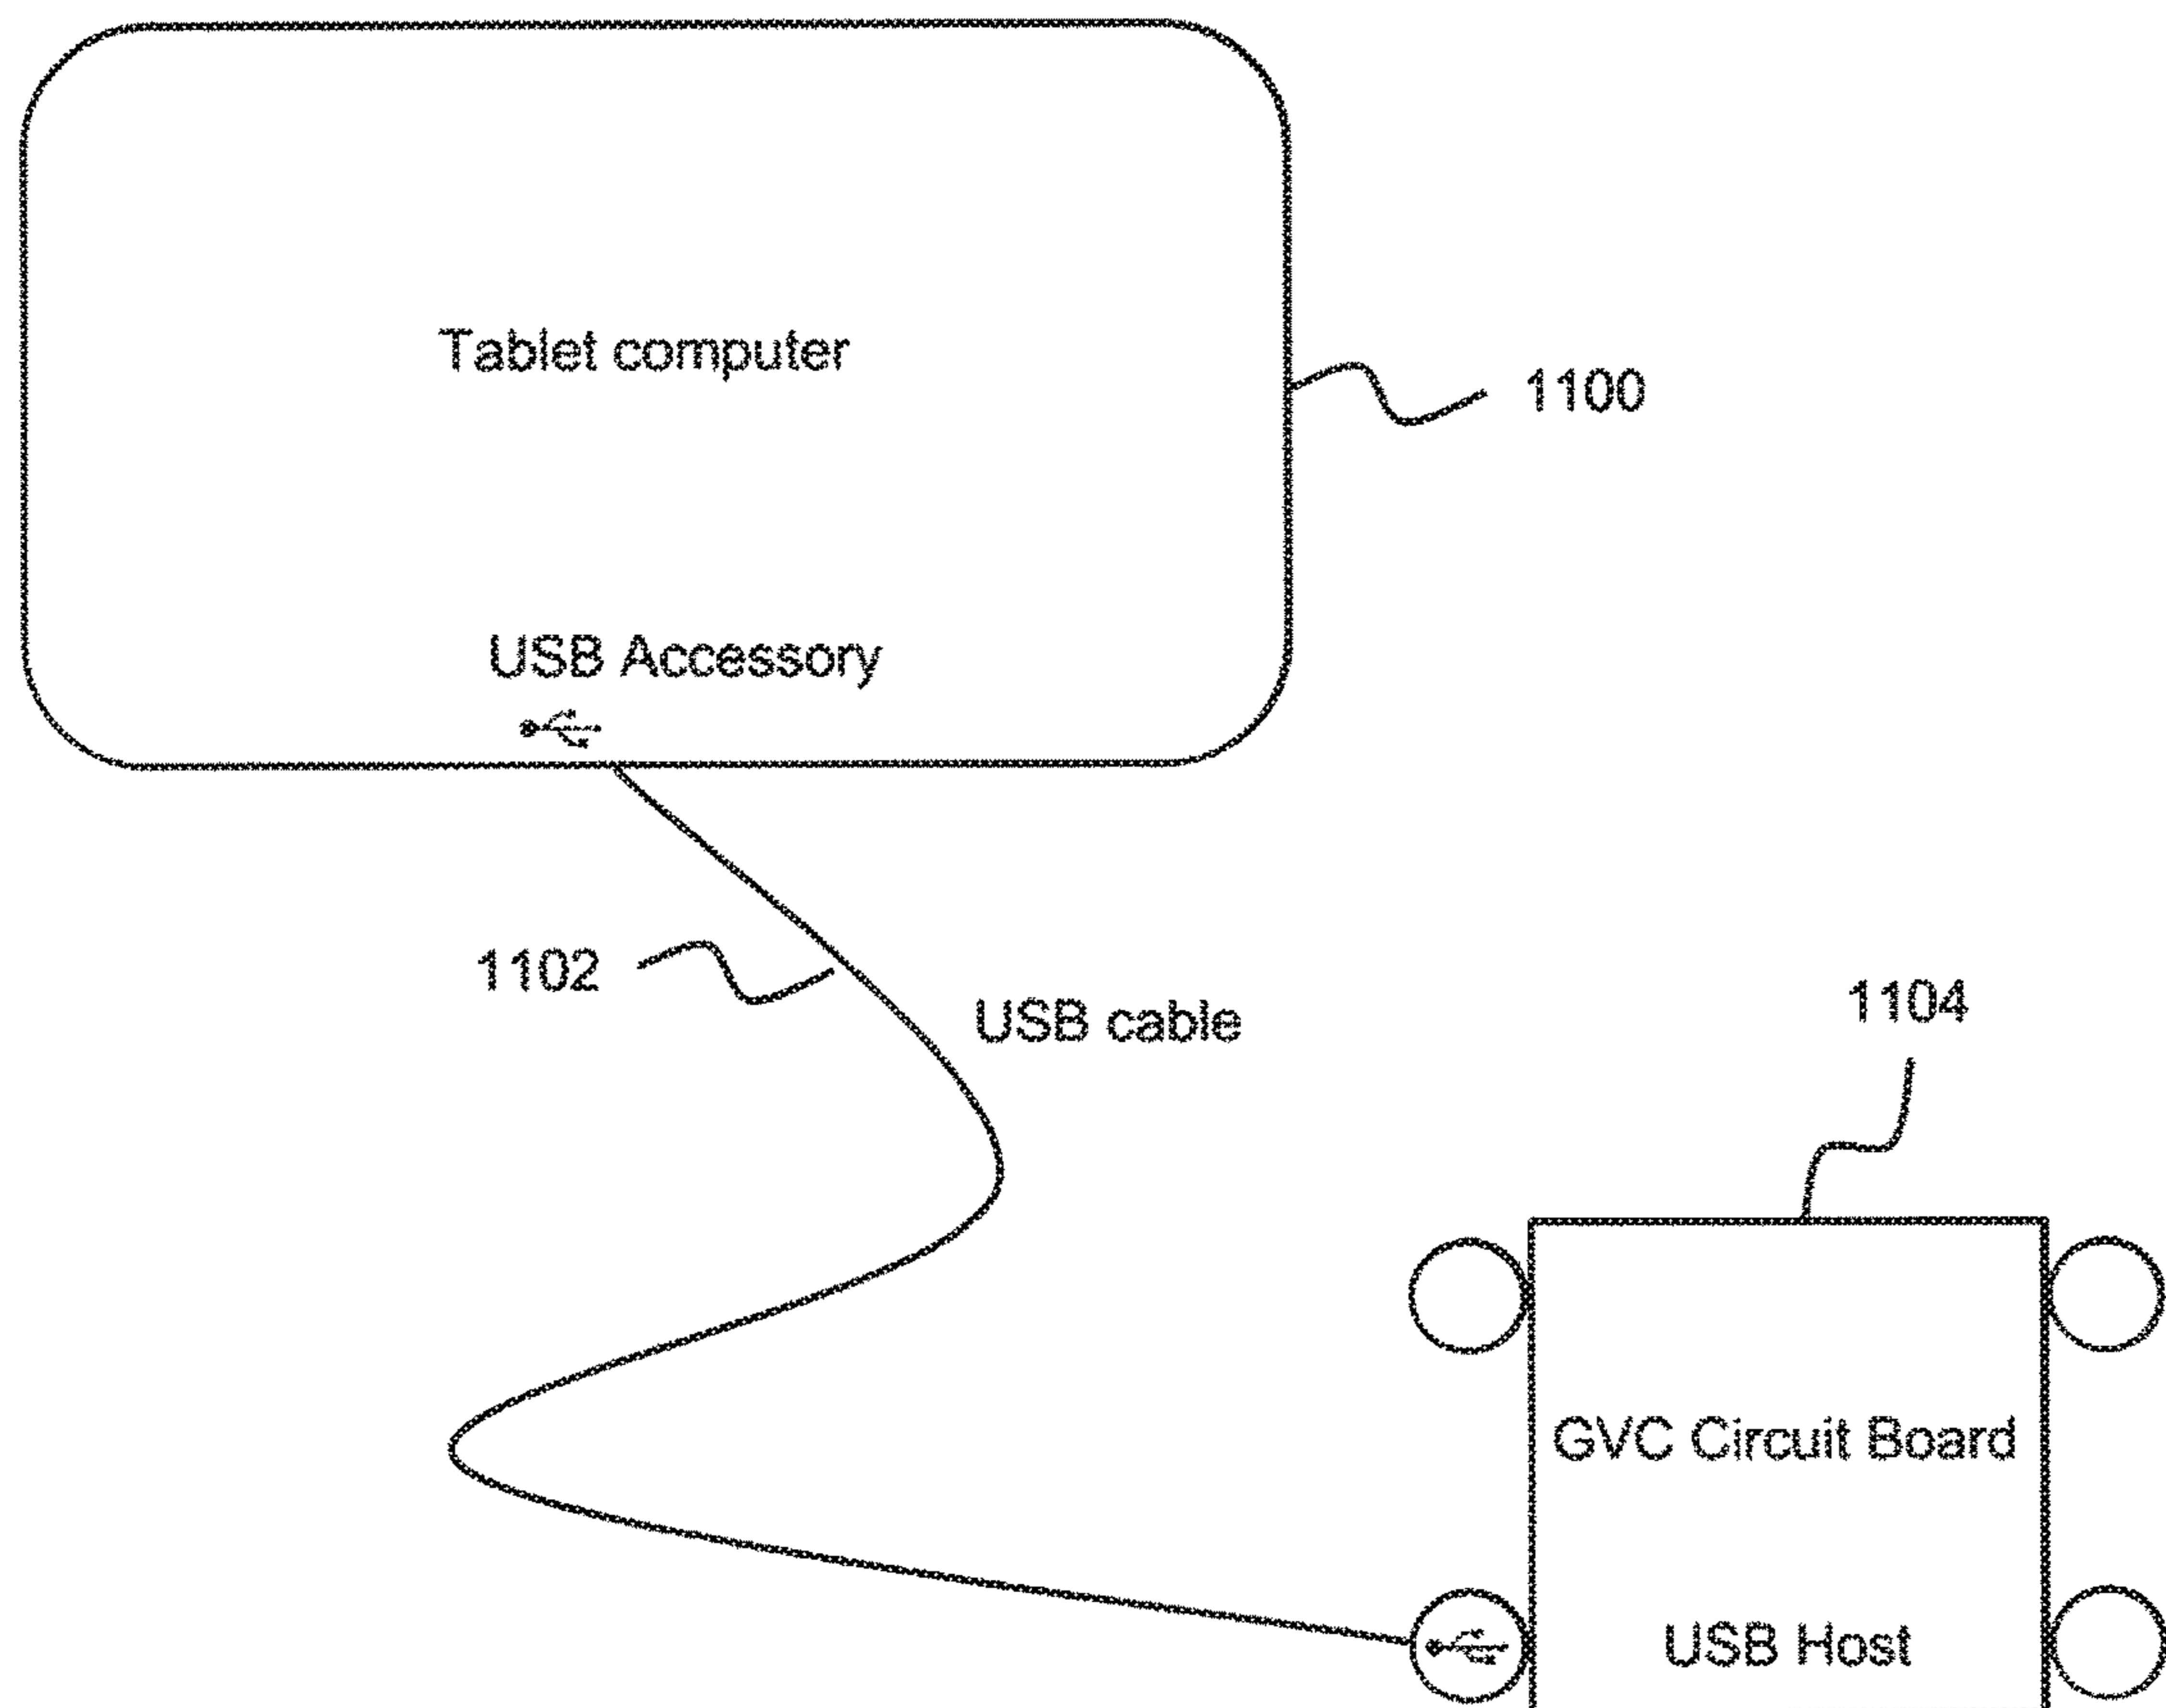 Tablet computer
1100
USB Accessory
1102
USB cable
1104
GVC Circuit Board
USB Host